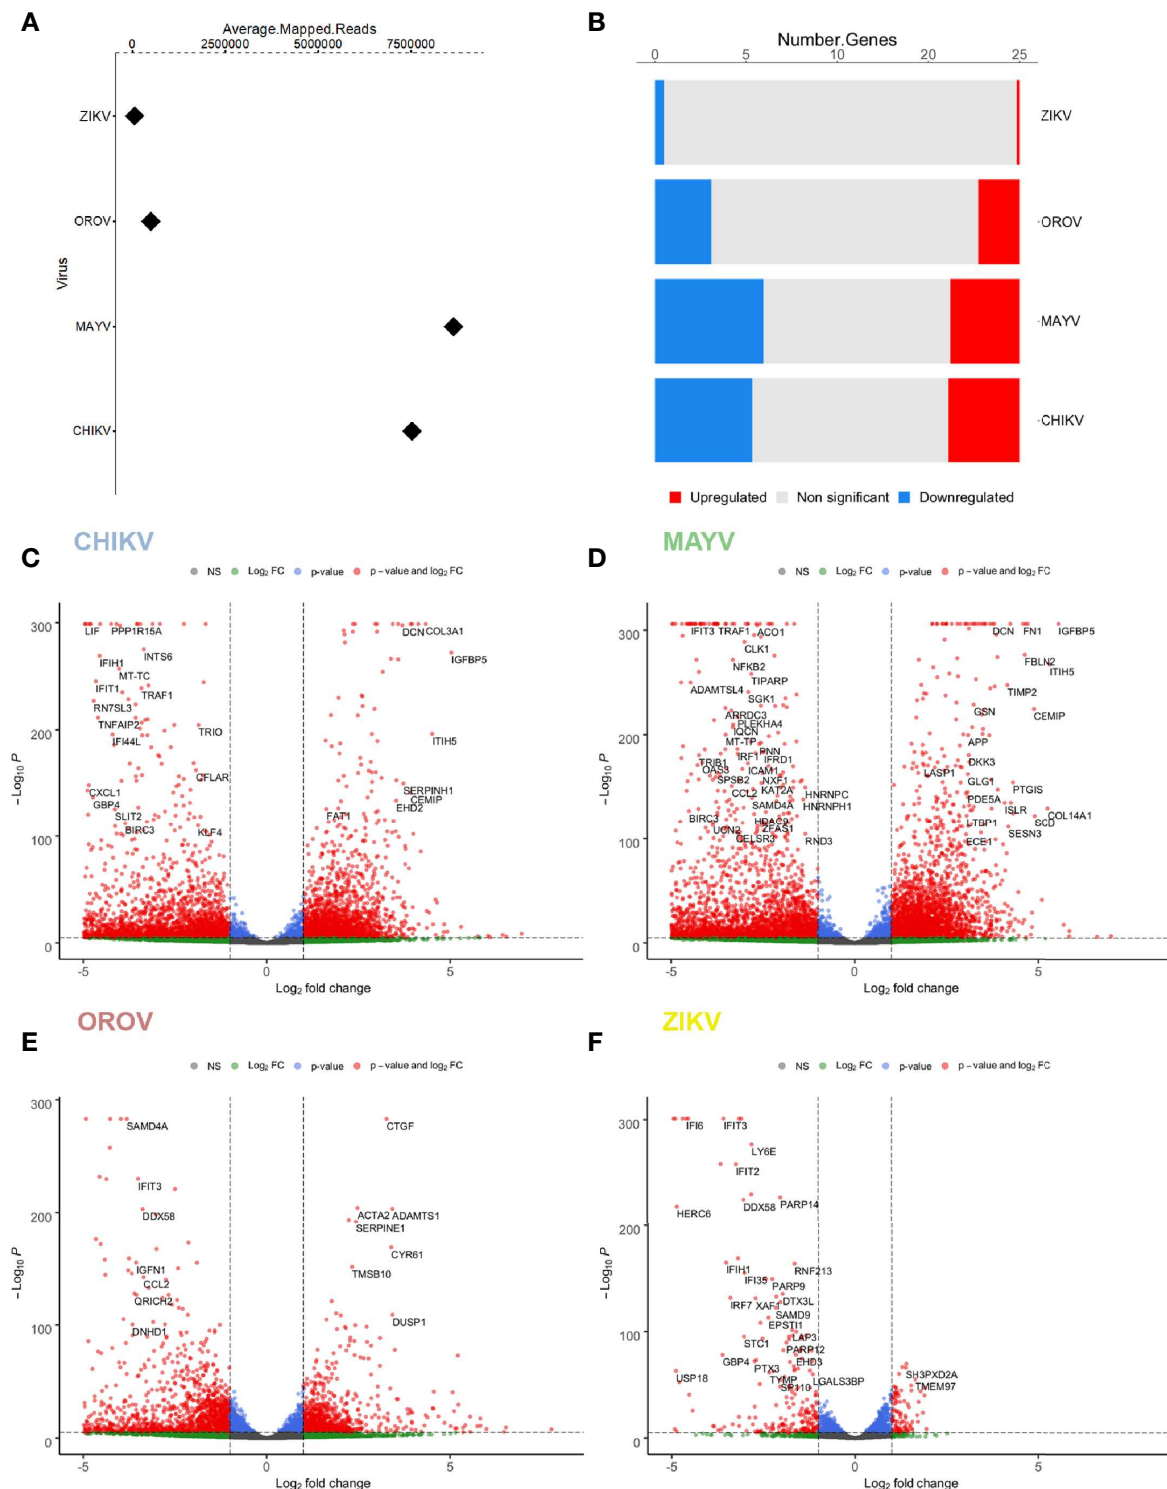 A
Average.Mapped.Reads
0 2500000 5000000 7500000
Virus
ZIKV
OROV
MAYV
CHIKV
B
Number.Genes
0 5 10 20 25
ZIKV
OROV
MAYV
CHIKV
Upregulated Non significant Downregulated
C
CHIKV
NS Log₂ FC p-value p – value and log₂ FC
– Log₁₀ P
300
200
100
0
LIF PPP1R15A
DCN COL3A1
INTS6
IFIH1
IGFBP5
MT-TC
IFIT1
TRAF1
RN7SL3
TNFAIP2
TRIO
IFI44L
ITIH5
CFLAR
CXCL1
SERPINH1
GBP4
CEMIP
SLIT2
EHD2
FAT1
BIRC3
KLF4
-5 0 5
Log₂ fold change
D
MAYV
NS Log₂ FC p-value p – value and log₂ FC
– Log₁₀ P
300
200
100
0
IFIT3 TRAF1 ACO1
DCN FN1 IGFBP5
CLK1
NFKB2
FBLN2
ITIH5
TIPARP
ADAMTSL4
SGK1
TIMP2
ARRDC3
GSN
CEMIP
PLEKHA4
IQCN
MT-TP
APP
PNN
IRF1 IFRD1
TRIB1
DKK3
OAS3
ICAM1
LASP1
SPSB2 NXF1
GLG1
CCL2 KAT2A
PTGIS
HNRNPC
PDE5A
SAMD4A HNRNPH1
ISLR
BIRC3
COL14A1
HDAC9
LTBP1
SCD
UCN2 ZFAS1
SESN3
CELSR3
RND3
ECE1
-5 0 5
Log₂ fold change
E
OROV
NS Log₂ FC p-value p – value and log₂ FC
– Log₁₀ P
300
200
100
0
SAMD4A
CTGF
IFIT3
DDX58
ACTA2 ADAMTS1
SERPINE1
CYR61
IGFN1
TMSB10
CCL2
QRICH2
DUSP1
DNHD1
-5 0 5
Log₂ fold change
F
ZIKV
NS Log₂ FC p-value p – value and log₂ FC
– Log₁₀ P
300
200
100
0
IFI6 IFIT3
LY6E
IFIT2
DDX58 PARP14
HERC6
IFIH1
RNF213
IFI35
PARP9
IRF7 XAF1 DTX3L
SAMD9
EPSTI1
STC1 LAP3
PARP12
GBP4 EHD3
PTX3
USP18
TYMP LGALS3BP
SP110
SH3PXD2A
TMEM97
-5 0 5
Log₂ fold change